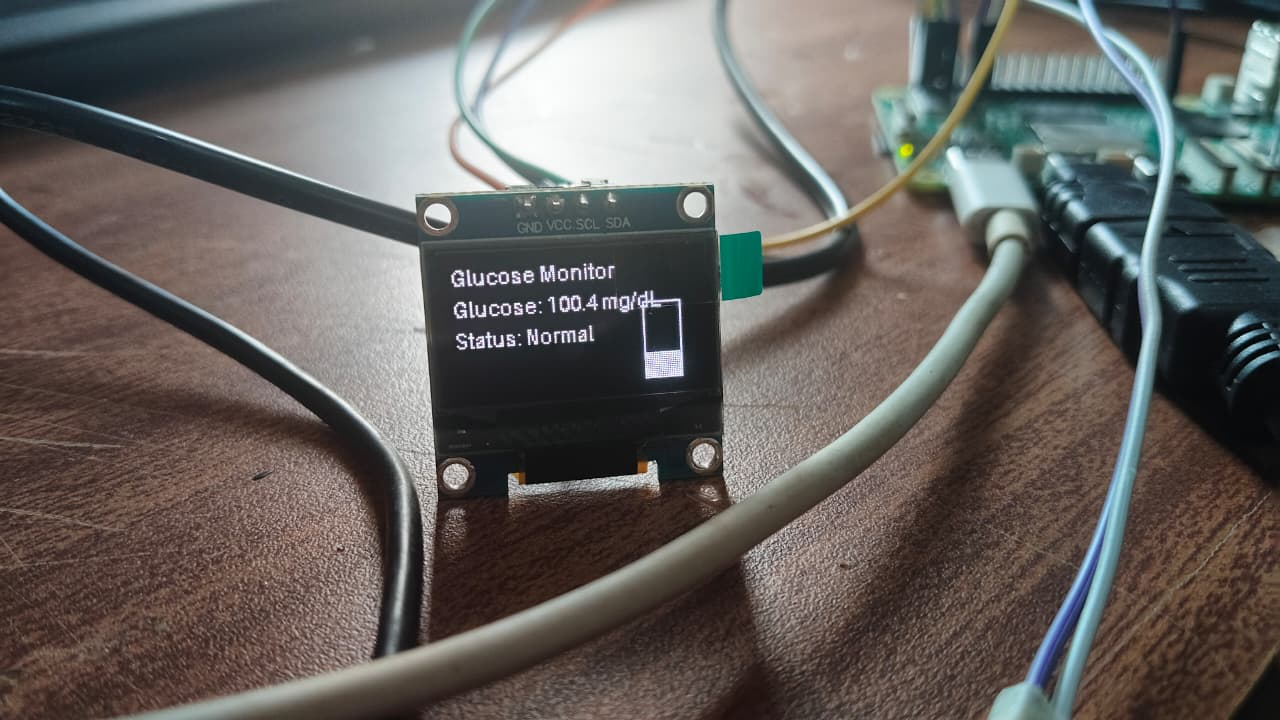 GND VCC SCL SDA
Glucose Monitor
Glucose: 100.4 mg/dL
Status: Normal